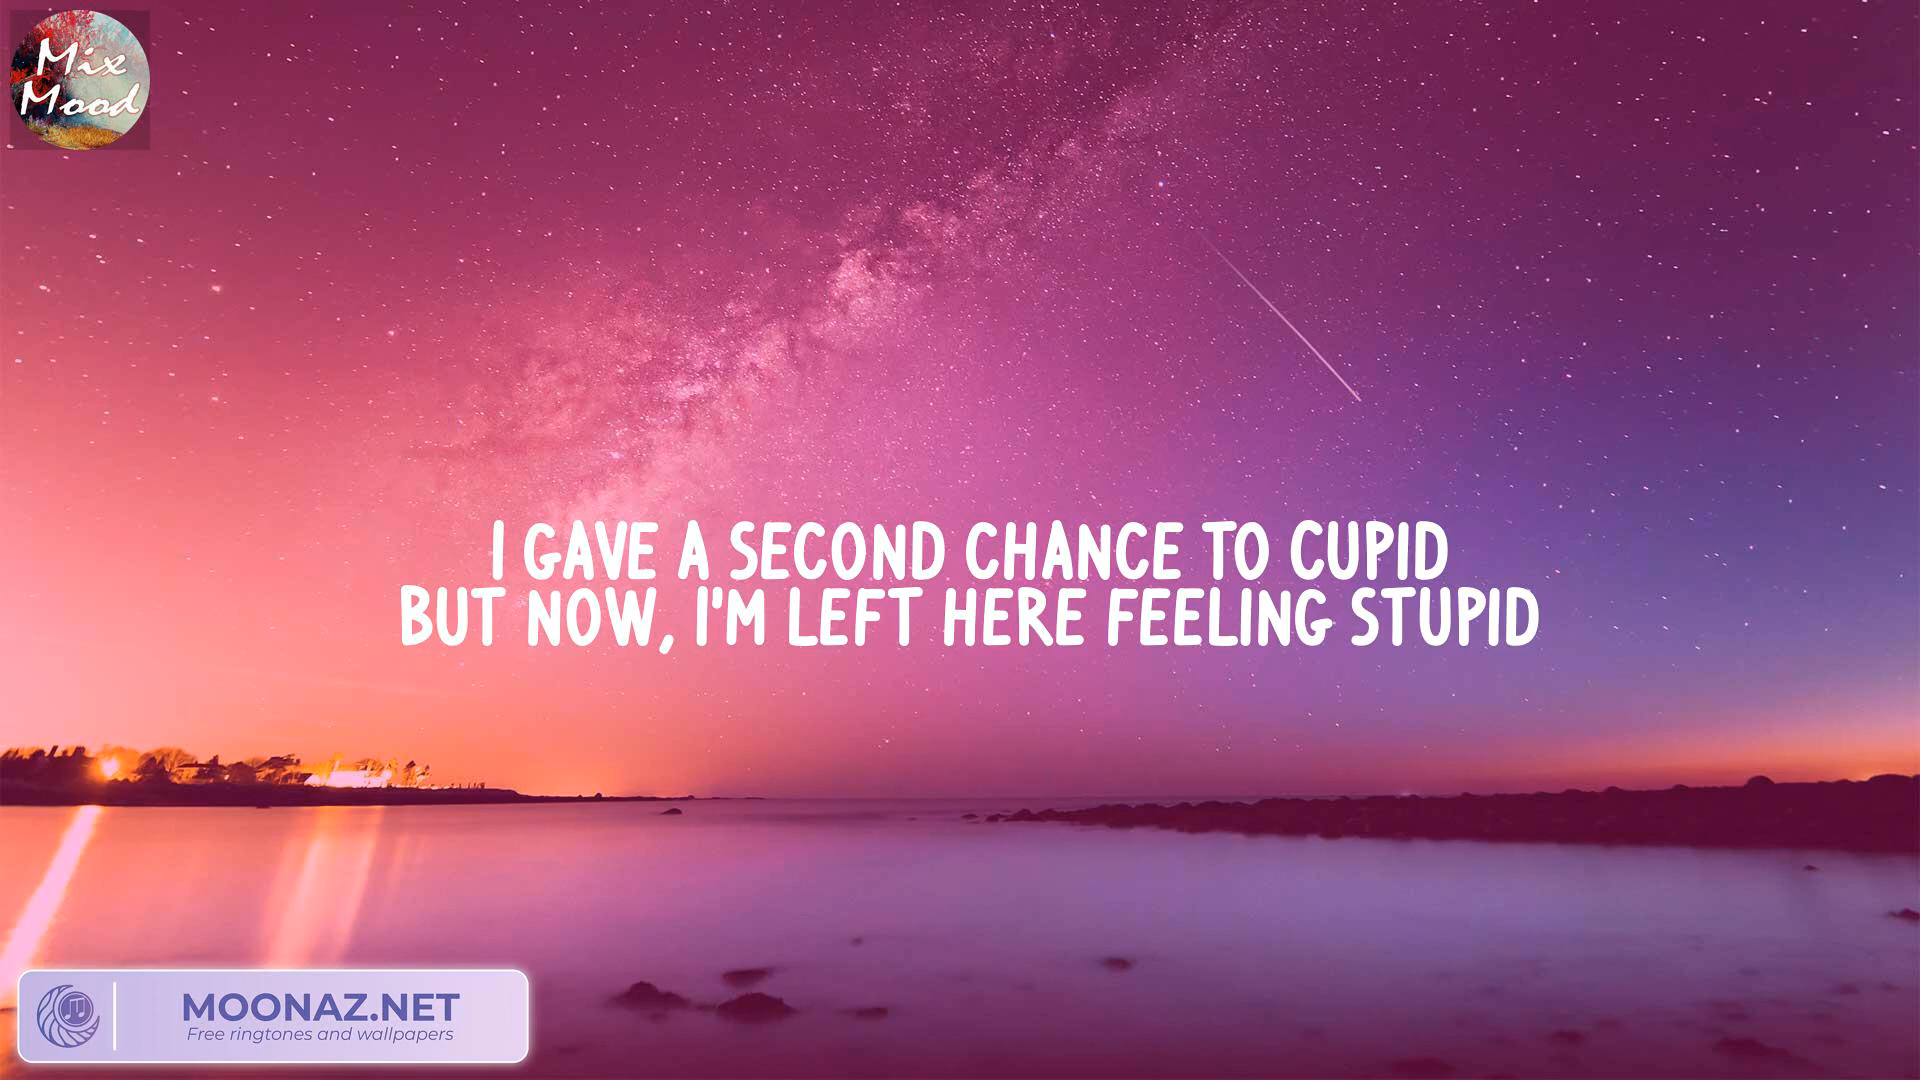 Mix
Mood
I GAVE A SECOND CHANCE TO CUPID
BUT NOW, I'M LEFT HERE FEELING STUPID
MOONAZ.NET
Free ringtones and wallpapers